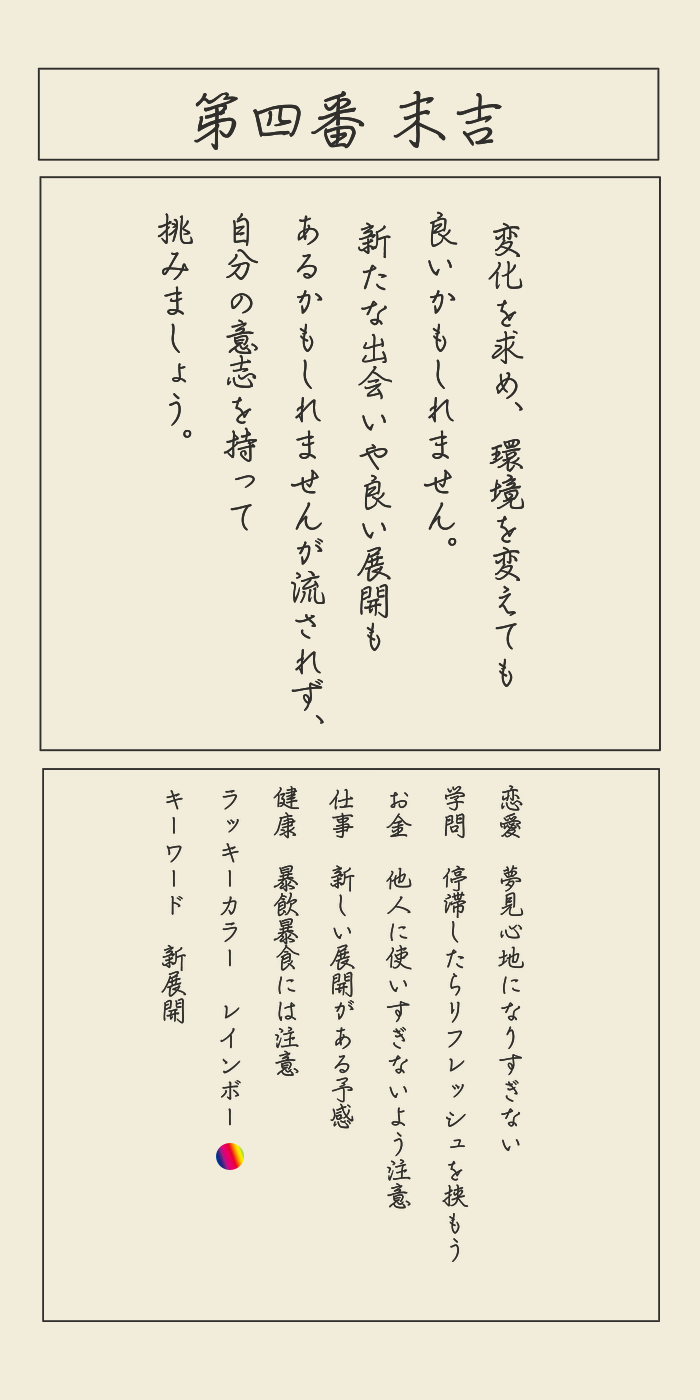 第四番 末吉
変化を求め、環境を変えても
良いかもしれません。
新たな出会いや良い展開も
あるかもしれませんが流されず、
自分の意志を持って
挑みましょう。
恋愛 夢見心地になりすぎない
学問 停滞したらリフレッシュを挟もう
お金 他人に使いすぎないよう注意
仕事 新しい展開がある予感
健康 暴飲暴食には注意
ラッキーカラー レインボー
キーワード 新展開